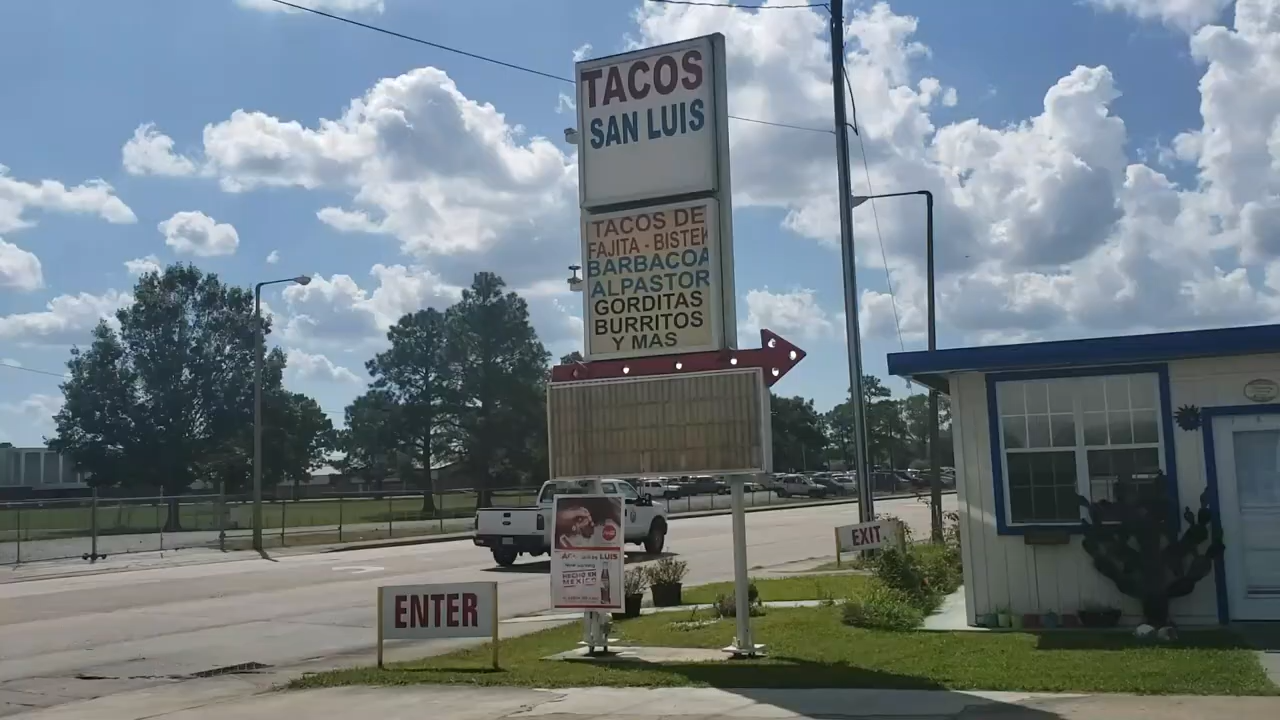 TACOS
SAN LUIS
TACOS DE
FAJITA - BISTEK
BARBACOA
ALPASTOR
GORDITAS
BURRITOS
Y MAS
EXIT
LUIS
HECHO EN
MEXICO
ENTER